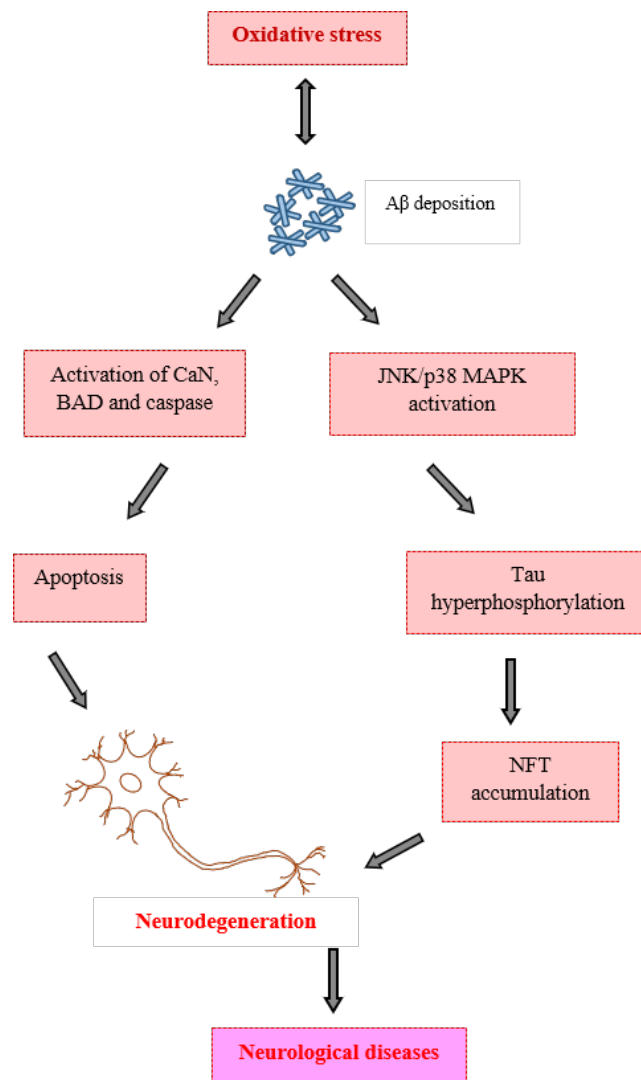 Oxidative stress
Aβ deposition
Activation of CaN,
BAD and caspase
JNK/p38 MAPK
activation
Apoptosis
Tau
hyperphosphorylation
NFT
accumulation
Neurodegeneration
Neurological diseases